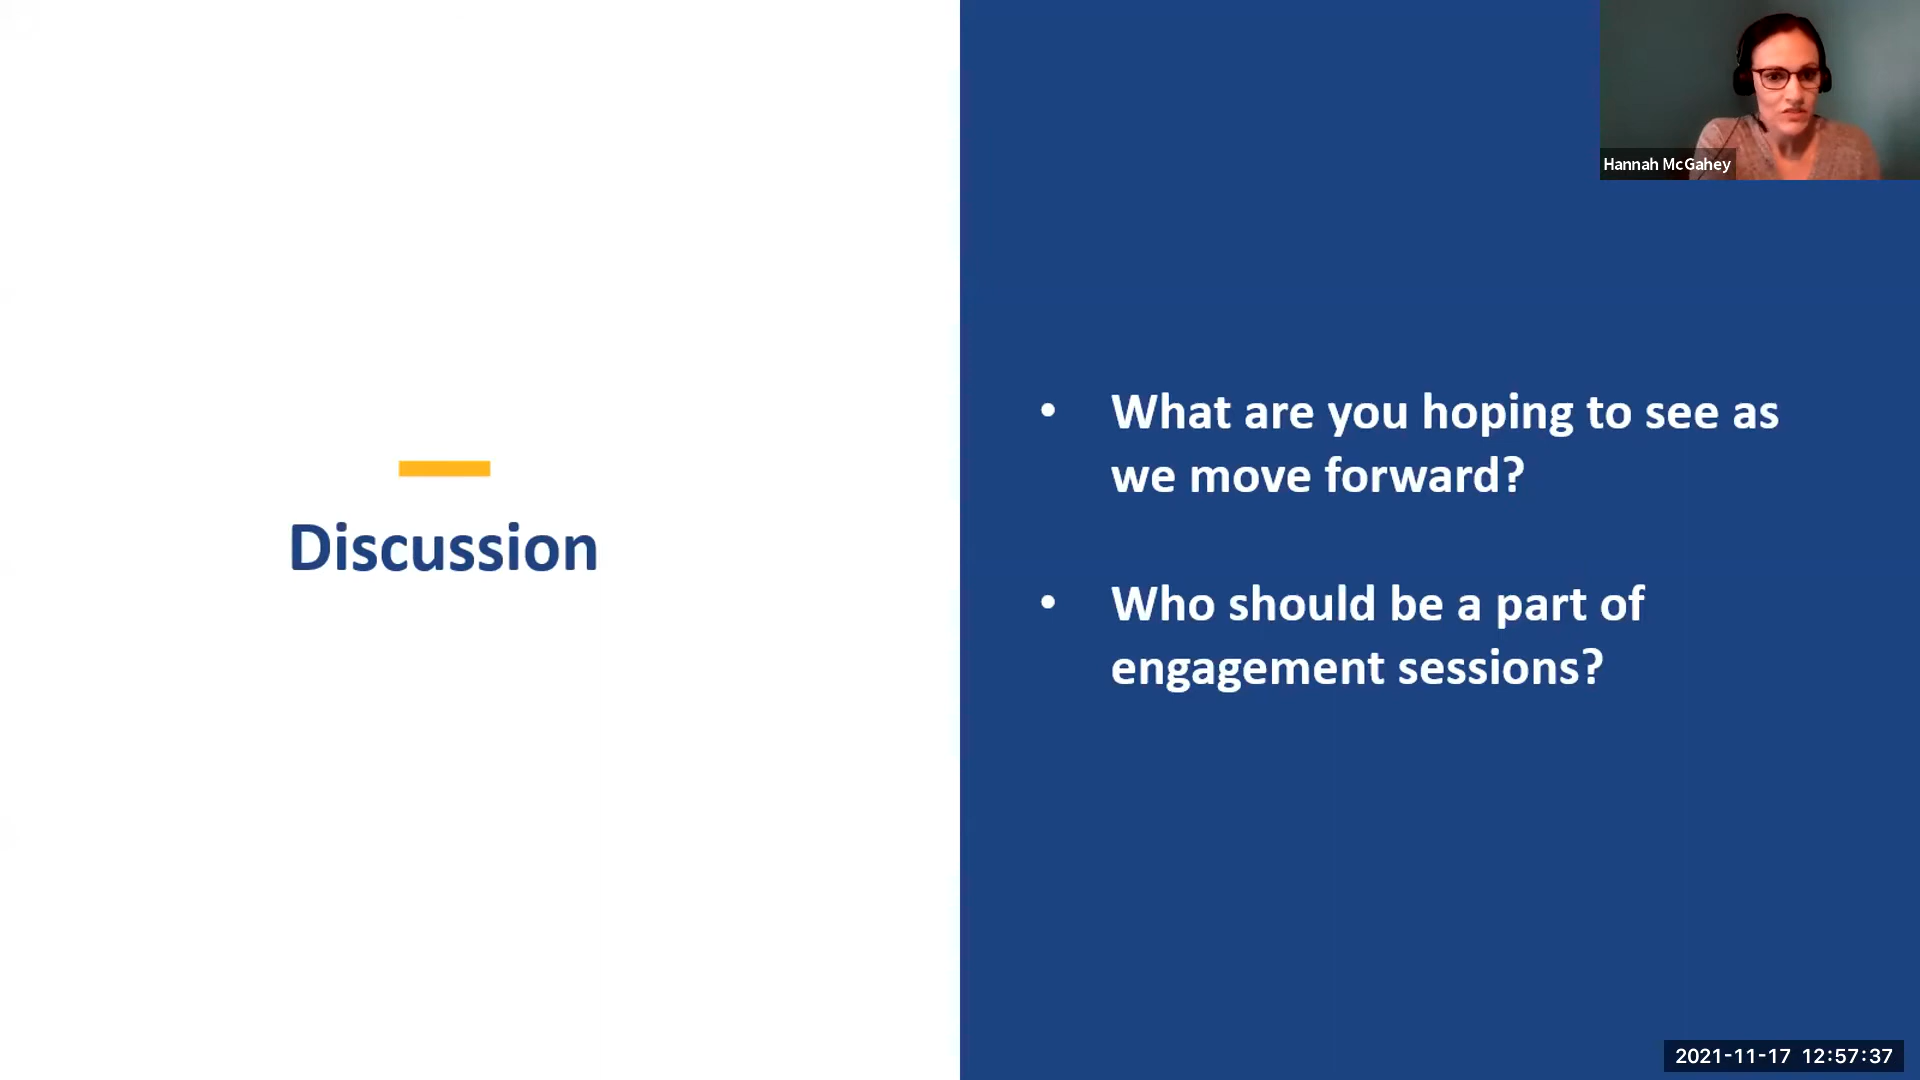 Hannah McGahey
Discussion
• What are you hoping to see as
we move forward?
• Who should be a part of
engagement sessions?
2021-11-17 12:57:37